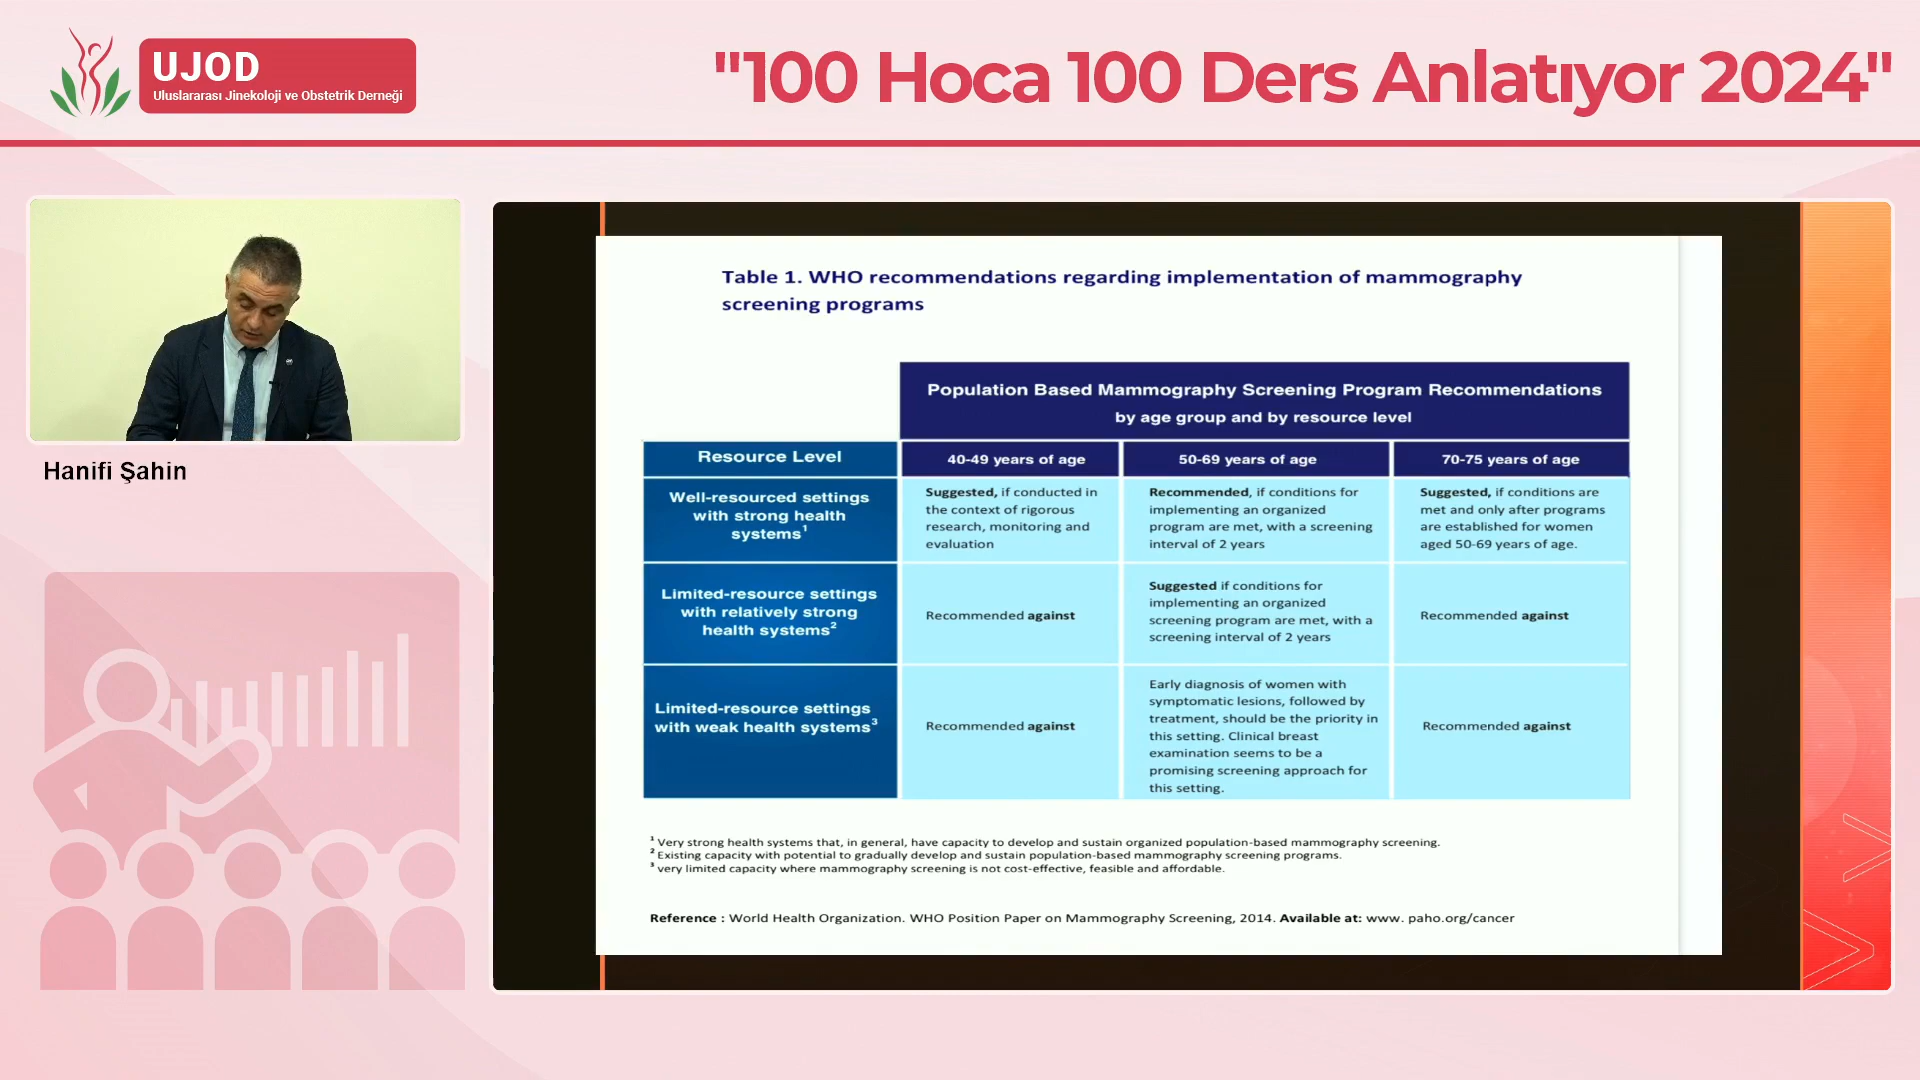 UJOD
Uluslararası Jinekoloji ve Obstetrik Derneği
"100 Hoca 100 Ders Anlatıyor 2024"
Hanifi Şahin
Table 1. WHO recommendations regarding implementation of mammography
screening programs
Population Based Mammography Screening Program Recommendations
by age group and by resource level
Resource Level
40-49 years of age
50-69 years of age
70-75 years of age
Well-resourced settings
with strong health
systems¹
Suggested, if conducted in
the context of rigorous
research, monitoring and
evaluation
Recommended, if conditions for
implementing an organized
program are met, with a screening
interval of 2 years
Suggested, if conditions are
met and only after programs
are established for women
aged 50-69 years of age.
Limited-resource settings
with relatively strong
health systems²
Recommended against
Suggested if conditions for
implementing an organized
screening program are met, with a
screening interval of 2 years
Recommended against
Limited-resource settings
with weak health systems³
Recommended against
Early diagnosis of women with
symptomatic lesions, followed by
treatment, should be the priority in
this setting. Clinical breast
examination seems to be a
promising screening approach for
this setting.
Recommended against
¹ Very strong health systems that, in general, have capacity to develop and sustain organized population-based mammography screening.
² Existing capacity with potential to gradually develop and sustain population-based mammography screening programs.
³ very limited capacity where mammography screening is not cost-effective, feasible and affordable.
Reference : World Health Organization. WHO Position Paper on Mammography Screening, 2014. Available at: www. paho.org/cancer